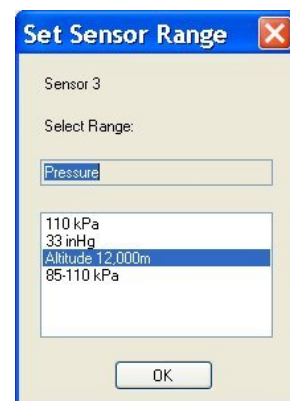 Set Sensor Range
Sensor 3
Select Range:
Pressure
110 kPa
33 inHg
Altitude 12,000m
85-110 kPa
OK